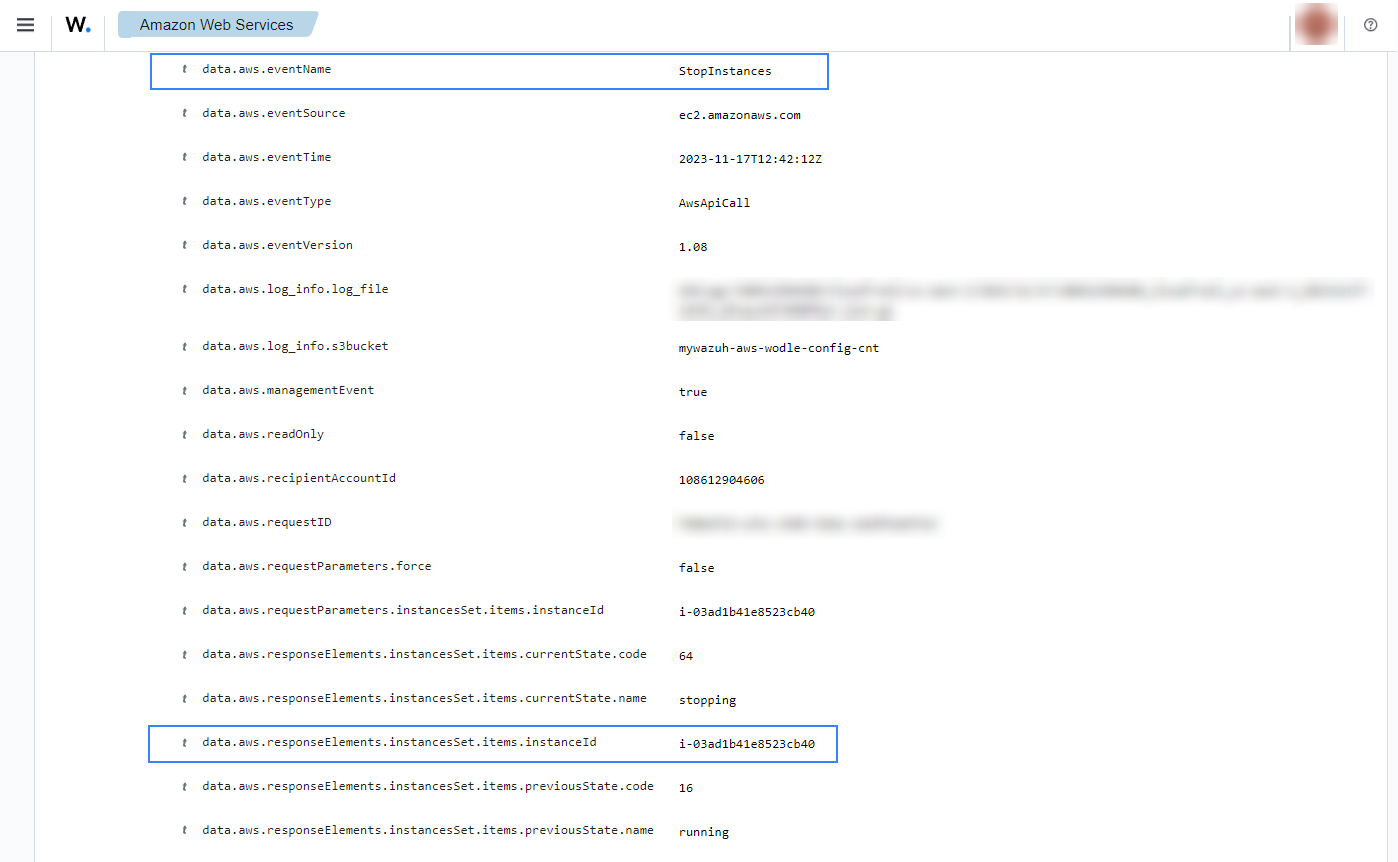 W.
Amazon Web Services
t data.aws.eventName StopInstances
t data.aws.eventSource ec2.amazonaws.com
t data.aws.eventTime 2023-11-17T12:42:12Z
t data.aws.eventType AwsApiCall
t data.aws.eventVersion 1.08
t data.aws.log_info.log_file
t data.aws.log_info.s3bucket mywazuh-aws-wodle-config-cnt
t data.aws.managementEvent true
t data.aws.readOnly false
t data.aws.recipientAccountId 108612904606
t data.aws.requestID
t data.aws.requestParameters.force false
t data.aws.requestParameters.instancesSet.items.instanceId i-03ad1b41e8523cb40
t data.aws.responseElements.instancesSet.items.currentState.code 64
t data.aws.responseElements.instancesSet.items.currentState.name stopping
t data.aws.responseElements.instancesSet.items.instanceId i-03ad1b41e8523cb40
t data.aws.responseElements.instancesSet.items.previousState.code 16
t data.aws.responseElements.instancesSet.items.previousState.name running